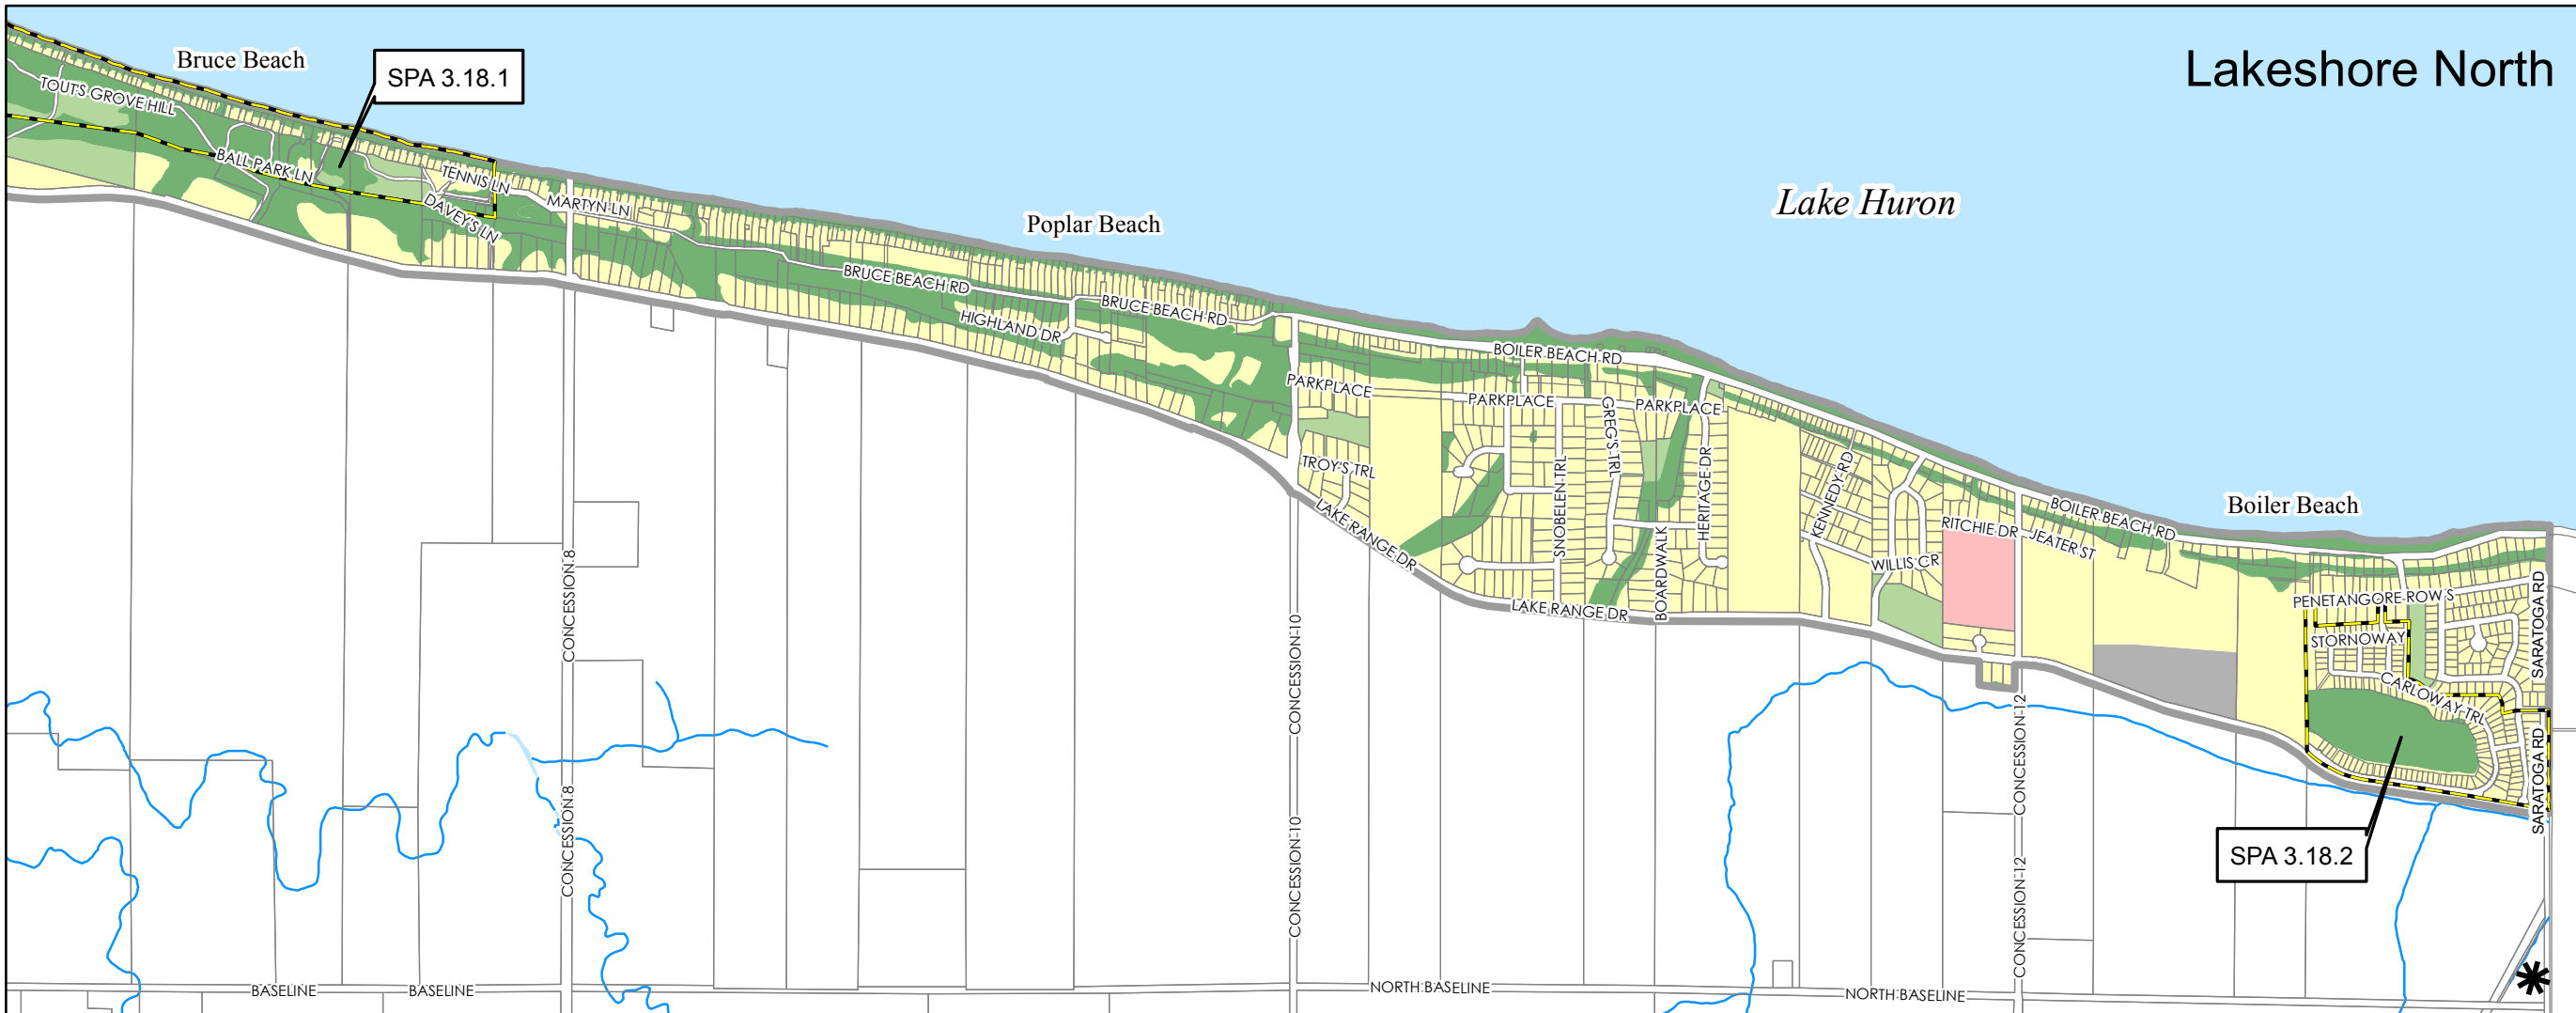 Lakeshore North
Bruce Beach
SPA 3.18.1
TOUT'S GROVE HILL
BALL PARK LN
TENNIS LN
DAVEY'S LN
MARTYN LN
Poplar Beach
Lake Huron
BRUCE BEACH RD
BRUCE BEACH RD
HIGHLAND DR
BOILER BEACH RD
PARKPLACE
PARKPLACE
PARKPLACE
TROY'S TRL
LAKE RANGE DR
SNOBELEN TRL
GREG'S TRL
HERITAGE DR
BOARDWALK
LAKE RANGE DR
KENNEDY RD
WILLIS CR
RITCHIE DR
JEATER ST
BOILER BEACH RD
Boiler Beach
PENETANGORE ROW S
STORNOWAY
CARLOWAY TRL
SARATOGA RD
SARATOGA RD
SPA 3.18.2
CONCESSION 8
CONCESSION 8
CONCESSION 10
CONCESSION 10
CONCESSION 12
CONCESSION 12
BASELINE
BASELINE
NORTH BASELINE
NORTH BASELINE